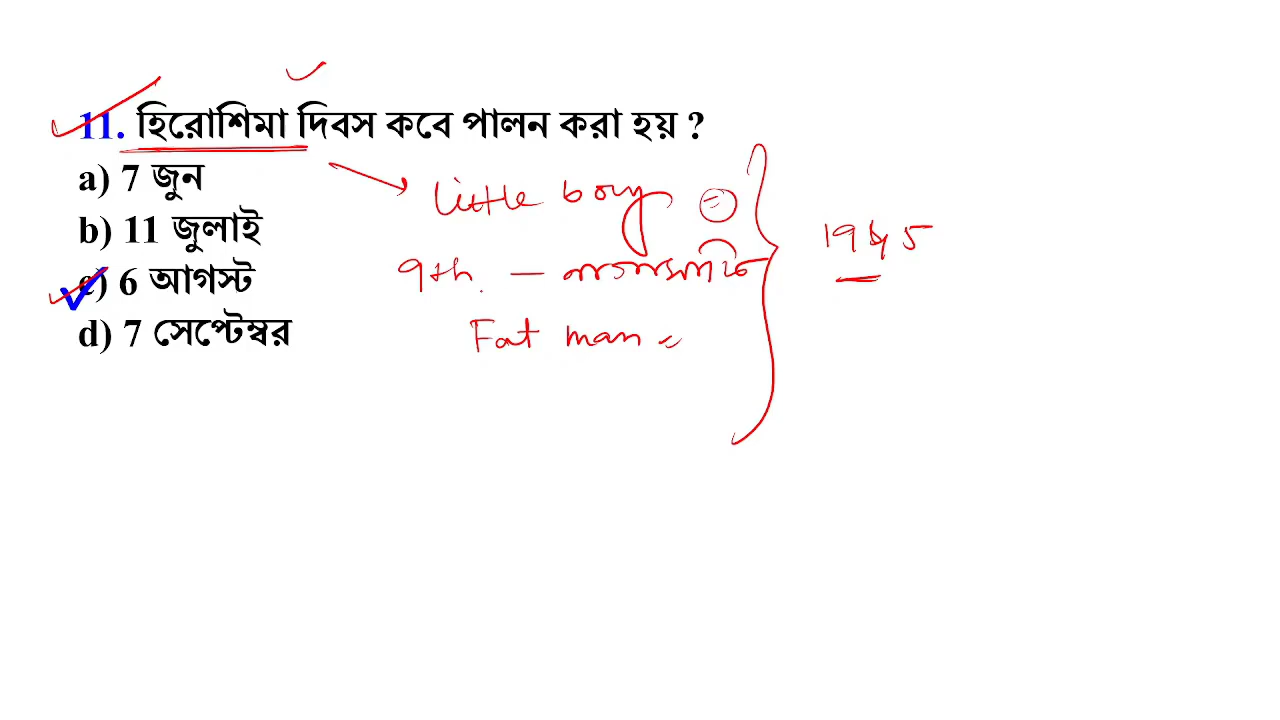 11. হিরোশিমা দিবস কবে পালন করা হয় ?
a) 7 জুন
b) 11 জুলাই
c) 6 আগস্ট
d) 7 সেপ্টেম্বর
Little boy
9th. — নাগাসাকি
Fat man
1945